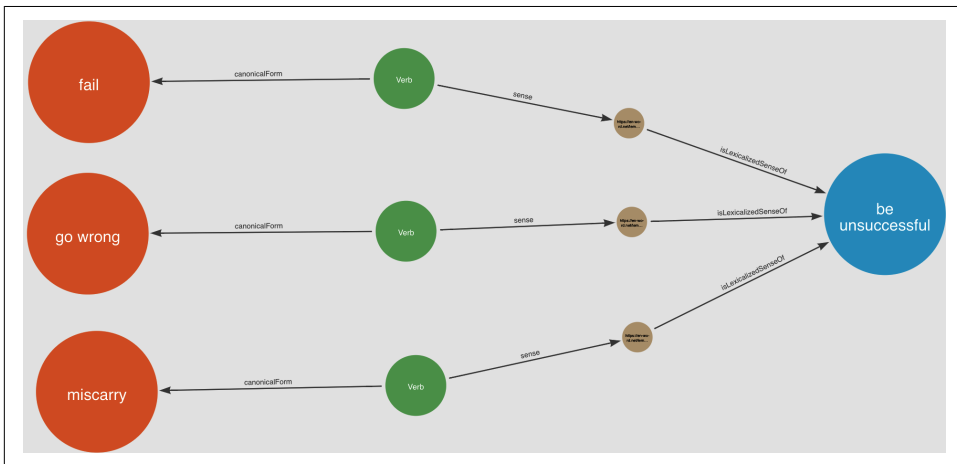 fail
canonicalForm
Verb
sense
isLexicalizedSenseOf
go wrong
canonicalForm
Verb
sense
isLexicalizedSenseOf
be
unsuccessful
miscarry
canonicalForm
Verb
sense
isLexicalizedSenseOf